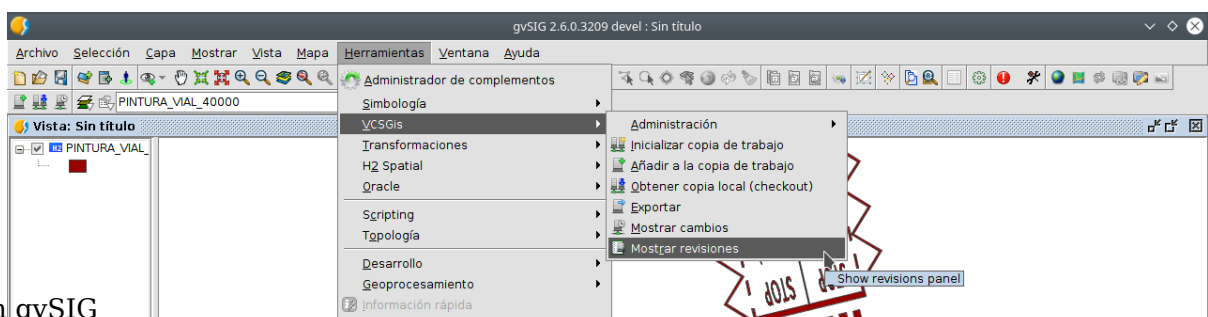 gvSIG 2.6.0.3209 devel : Sin título
Archivo Selección Capa Mostrar Vista Mapa Herramientas Ventana Ayuda
Administrador de complementos
PINTURA_VIAL_40000
Simbología
Vista: Sin título
VCSGis
Administración
PINTURA_VIAL_
Transformaciones
Inicializar copia de trabajo
H2 Spatial
Añadir a la copia de trabajo
Oracle
Obtener copia local (checkout)
Exportar
Scripting
Mostrar cambios
Topología
Mostrar revisiones
Desarrollo
Show revisions panel
Geoprocesamiento
STOP
STOP
Información rápida
gvSIG